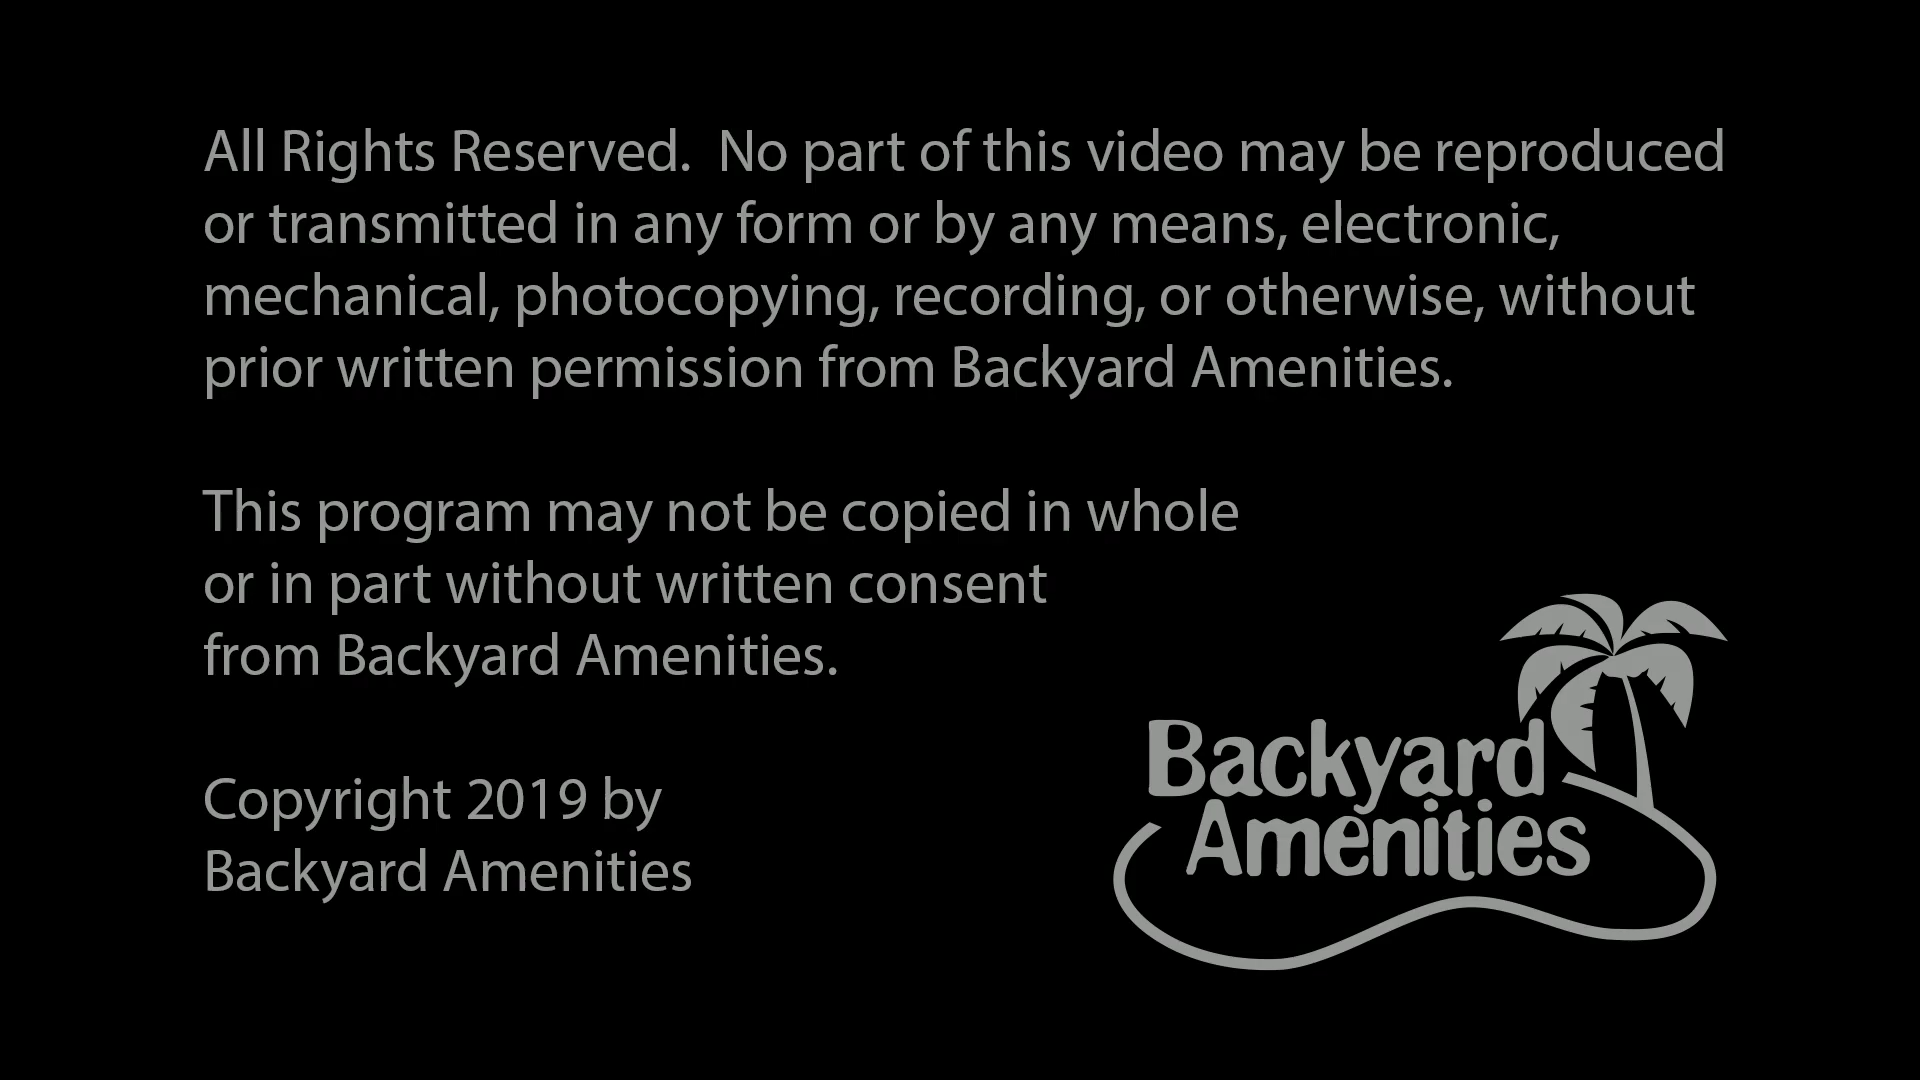 All Rights Reserved.  No part of this video may be reproduced
or transmitted in any form or by any means, electronic,
mechanical, photocopying, recording, or otherwise, without
prior written permission from Backyard Amenities.
This program may not be copied in whole
or in part without written consent
from Backyard Amenities.
Copyright 2019 by
Backyard Amenities
Backyard
Amenities